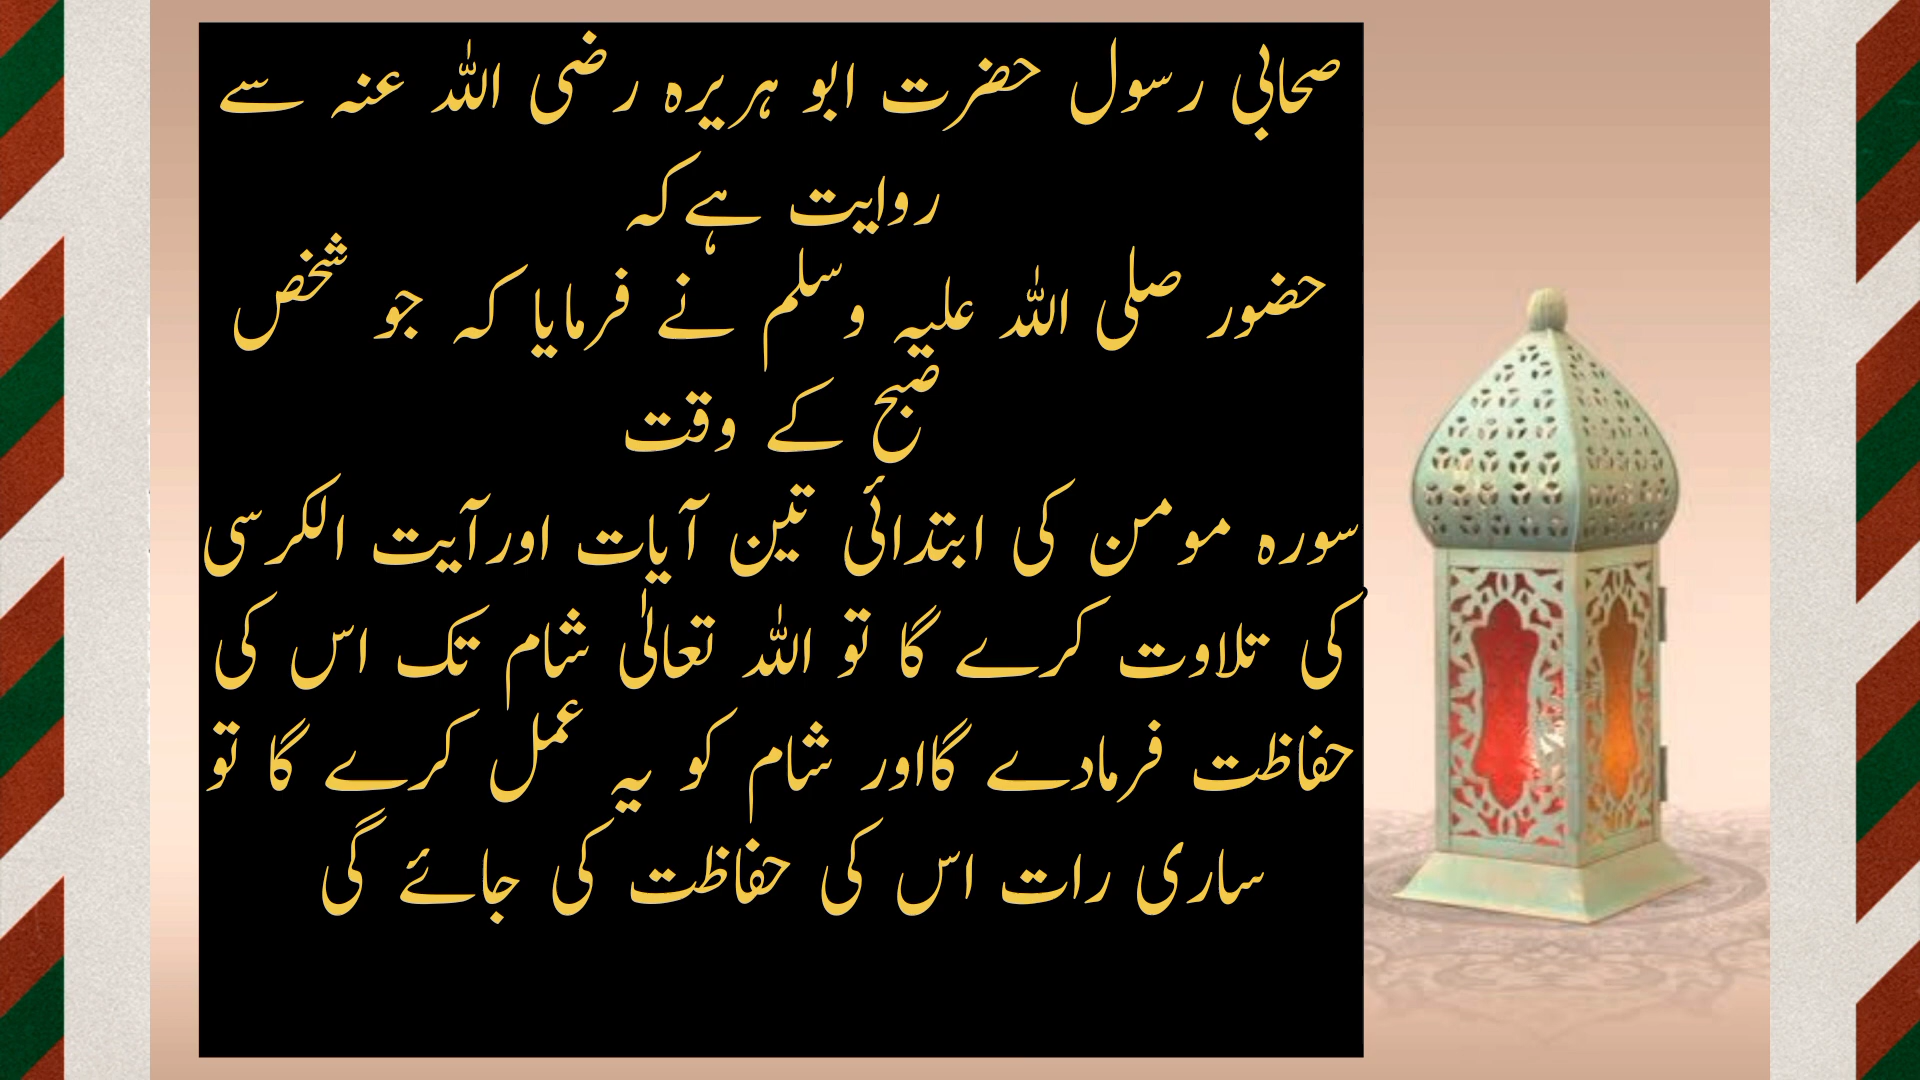 صحابی رسول حضرت ابو ہریرہ رضی اللہ عنہ سے
روایت ہےکہ
حضور صلی اللہ علیہ وسلم نے فرمایا کہ جو شخص
صبح کے وقت
سورہ مومن کی ابتدائی تین آیات اورآیت الکرسی
کی تلاوت کرے گا تو اللہ تعالٰی شام تک اس کی
حفاظت فرمادے گااور شام کو یہ عمل کرے گا تو
ساری رات اس کی حفاظت کی جائے گی